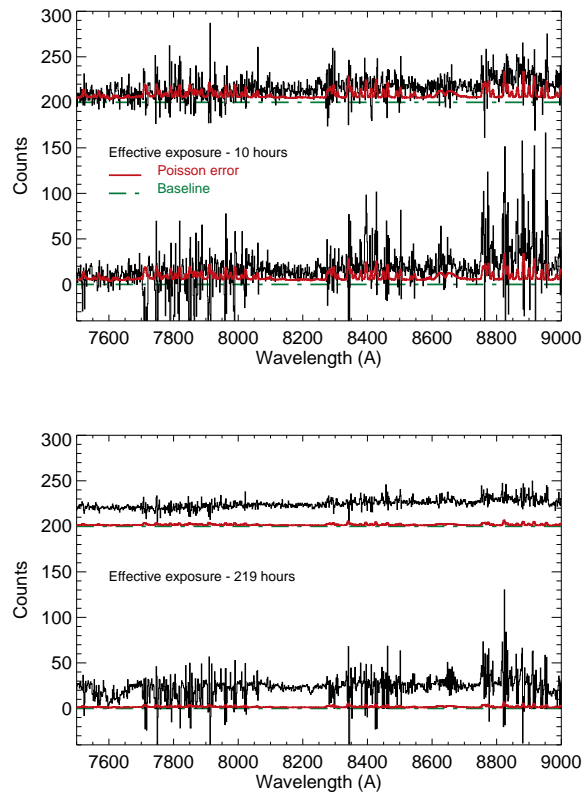 300
250
200
150
100
50
0
Counts
Effective exposure - 10 hours
Poisson error
Baseline
7600 7800 8000 8200 8400 8600 8800 9000
Wavelength (A)
300
250
200
150
100
50
0
Counts
Effective exposure - 219 hours
7600 7800 8000 8200 8400 8600 8800 9000
Wavelength (A)